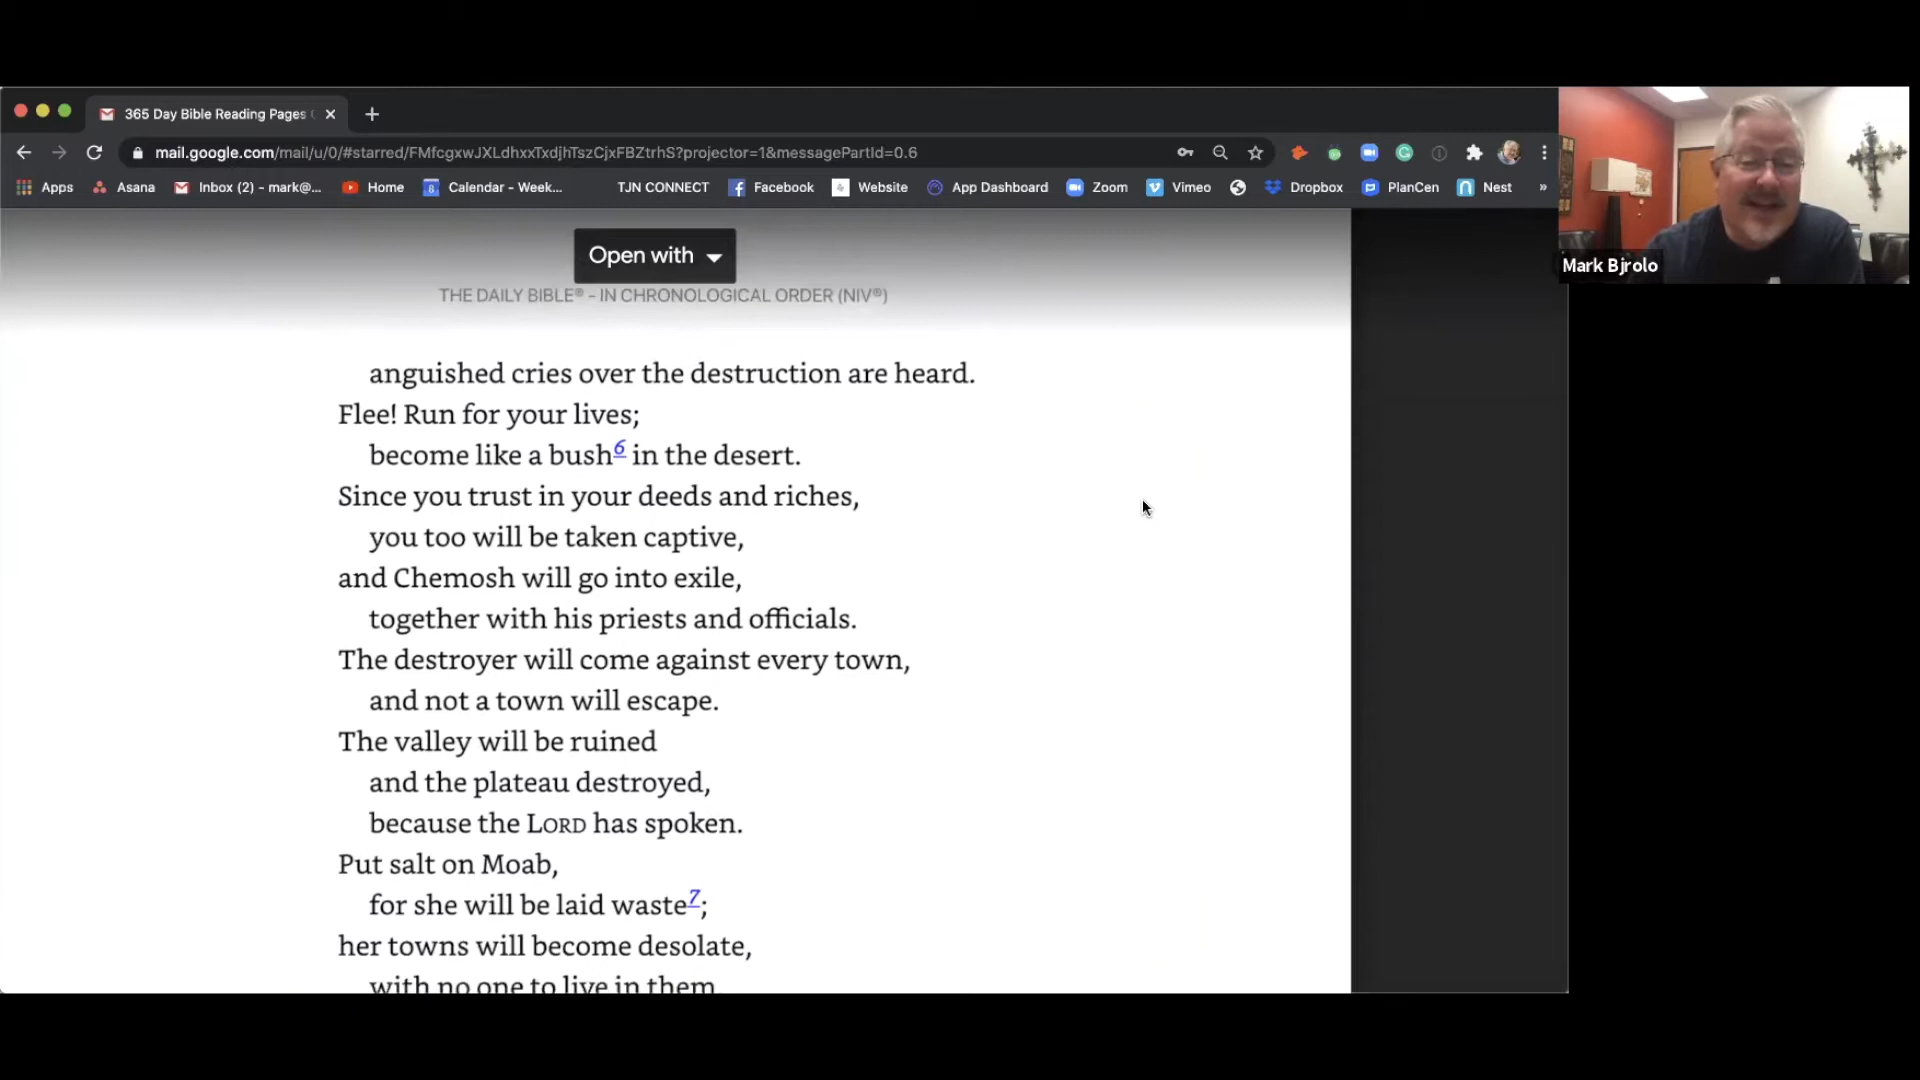 365 Day Bible Reading Pages
mail.google.com/mail/u/0/#starred/FMfcgxwJXLdhxxTxdjhTszCjxFBZtrhS?projector=1&messagePartId=0.6
Apps Asana Inbox (2) - mark@... Home Calendar - Week... TJN CONNECT Facebook Website App Dashboard Zoom Vimeo Dropbox PlanCen Nest »
Mark Bjrolo
Open with
THE DAILY BIBLE® - IN CHRONOLOGICAL ORDER (NIV®)
anguished cries over the destruction are heard.
Flee! Run for your lives;
become like a bush6 in the desert.
Since you trust in your deeds and riches,
you too will be taken captive,
and Chemosh will go into exile,
together with his priests and officials.
The destroyer will come against every town,
and not a town will escape.
The valley will be ruined
and the plateau destroyed,
because the LORD has spoken.
Put salt on Moab,
for she will be laid waste7;
her towns will become desolate,
with no one to live in them